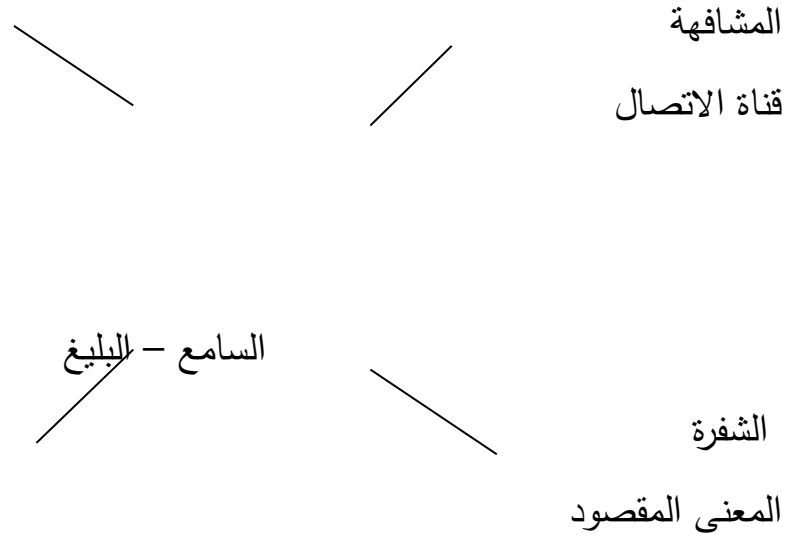 المشافهة
قناة الاتصال
السامع – البليغ
الشفرة
المعنى المقصود